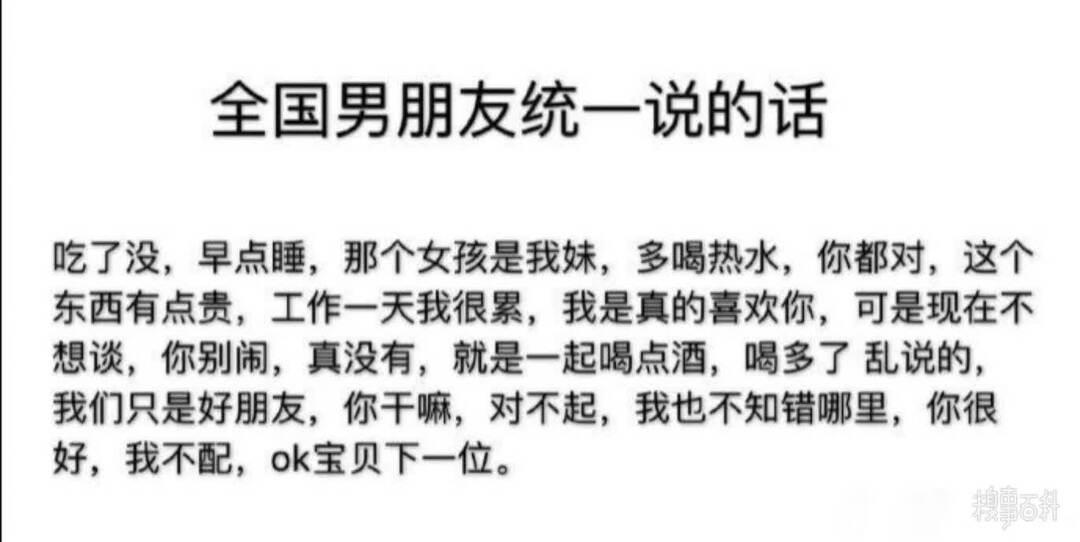 全国男朋友统一说的话
吃了没，早点睡，那个女孩是我妹，多喝热水，你都对，这个
东西有点贵，工作一天我很累，我是真的喜欢你，可是现在不
想谈，你别闹，真没有，就是一起喝点酒，喝多了 乱说的，
我们只是好朋友，你干嘛，对不起，我也不知错哪里，你很
好，我不配，ok宝贝下一位。
糗事百科